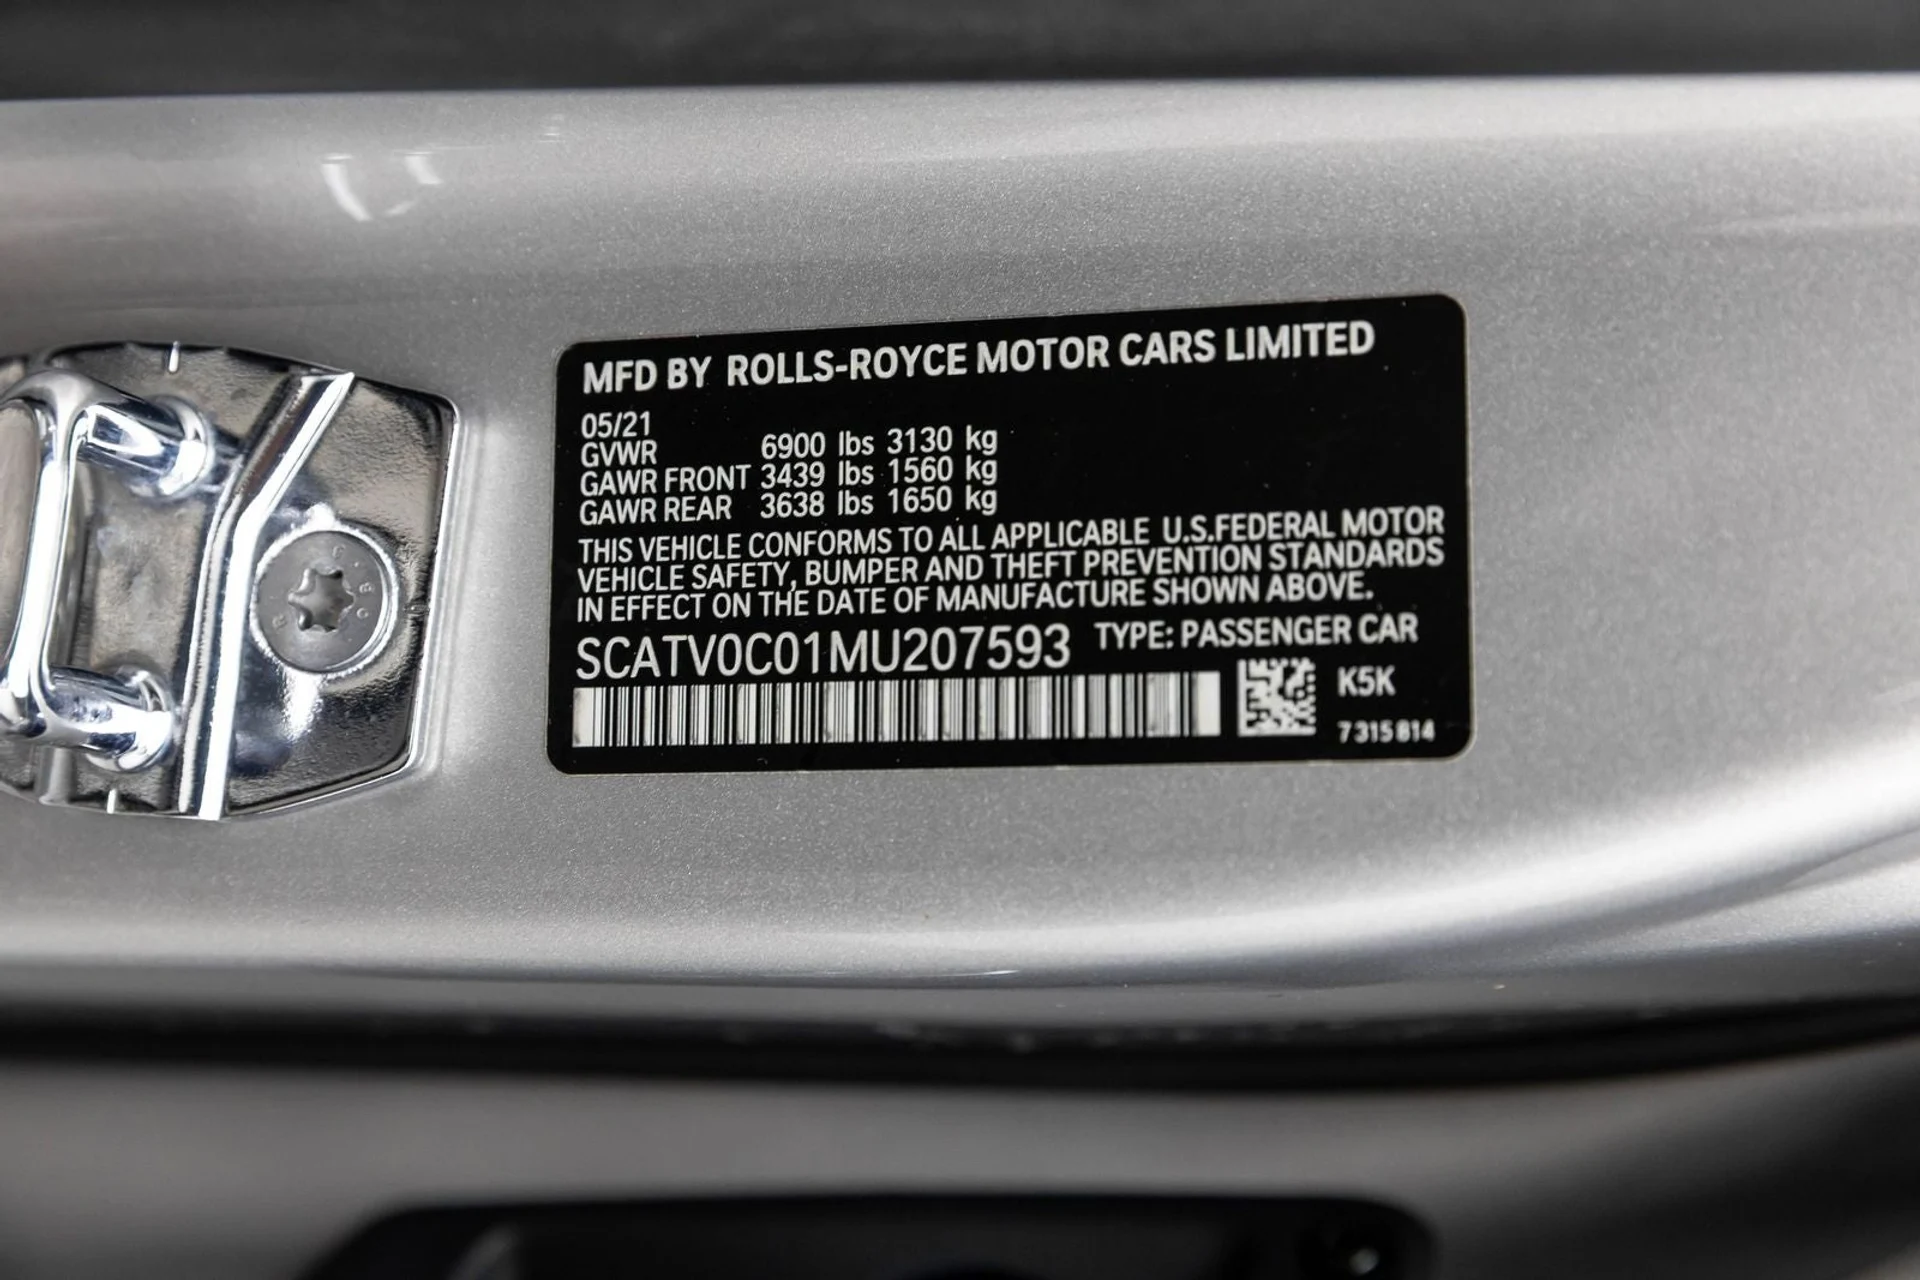 MFD BY ROLLS-ROYCE MOTOR CARS LIMITED
05/21
GVWR 6900 lbs 3130 kg
GAWR FRONT 3439 lbs 1560 kg
GAWR REAR 3638 lbs 1650 kg
THIS VEHICLE CONFORMS TO ALL APPLICABLE U.S.FEDERAL MOTOR
VEHICLE SAFETY, BUMPER AND THEFT PREVENTION STANDARDS
IN EFFECT ON THE DATE OF MANUFACTURE SHOWN ABOVE.
SCATV0C01MU207593 TYPE: PASSENGER CAR
K5K
7315814